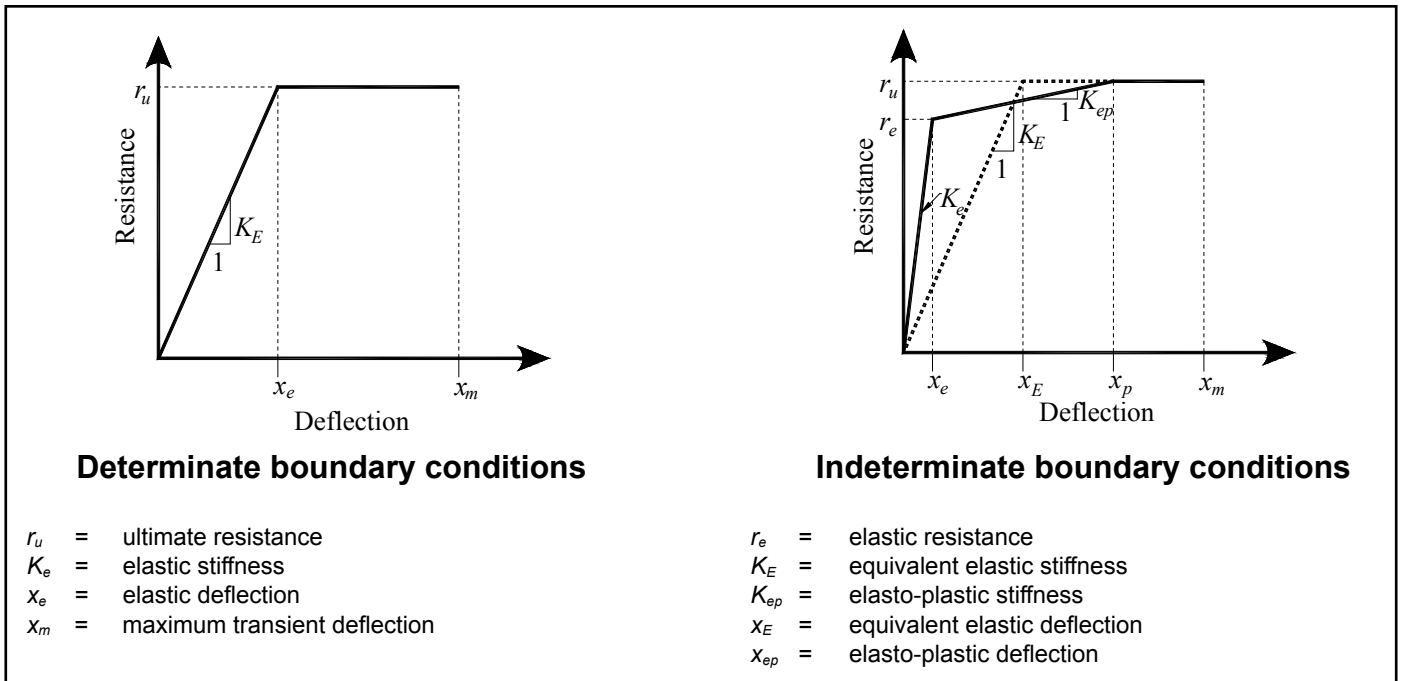 r_u
Resistance
K_E
1
x_e x_m
Deflection
Determinate boundary conditions
r_u = ultimate resistance
K_e = elastic stiffness
x_e = elastic deflection
x_m = maximum transient deflection
r_u
r_e
Resistance
K_ep
1
K_E
1
K_e
x_e x_E x_p x_m
Deflection
Indeterminate boundary conditions
r_e = elastic resistance
K_E = equivalent elastic stiffness
K_ep = elasto-plastic stiffness
x_E = equivalent elastic deflection
x_ep = elasto-plastic deflection